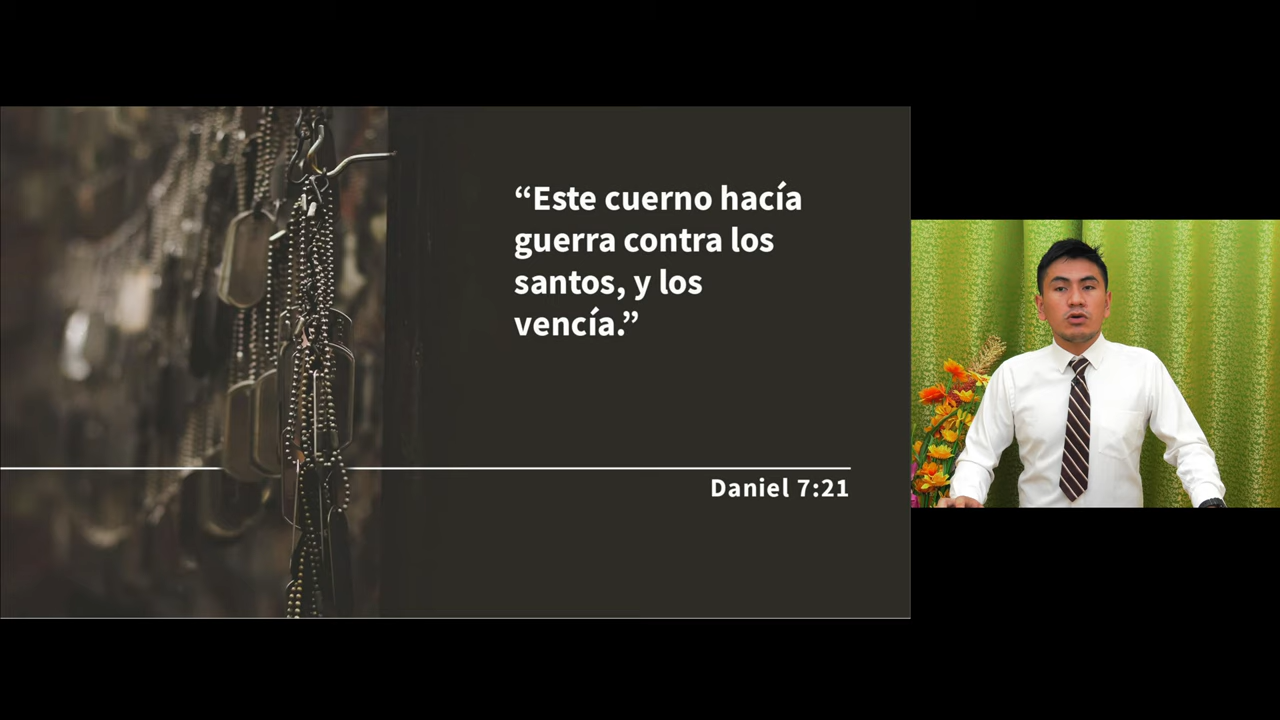 “Este cuerno hacía
guerra contra los
santos, y los
vencía.”
Daniel 7:21